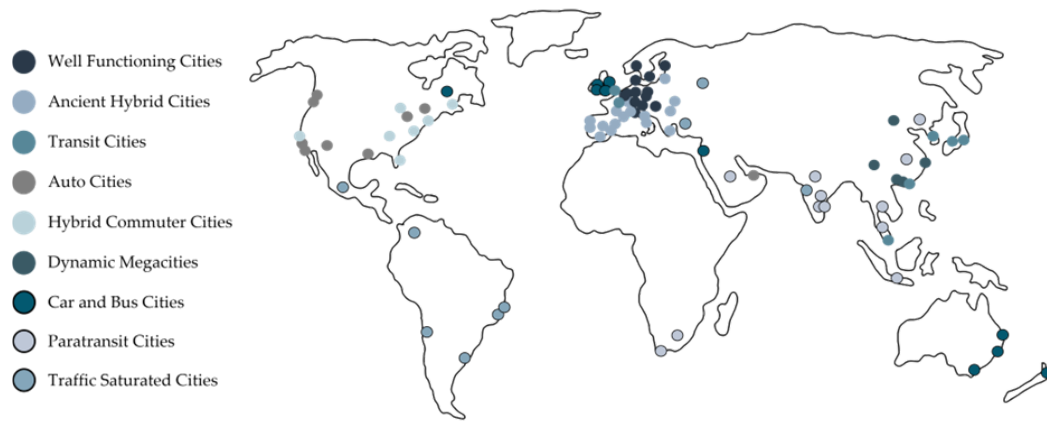 Well Functioning Cities
Ancient Hybrid Cities
Transit Cities
Auto Cities
Hybrid Commuter Cities
Dynamic Megacities
Car and Bus Cities
Paratransit Cities
Traffic Saturated Cities